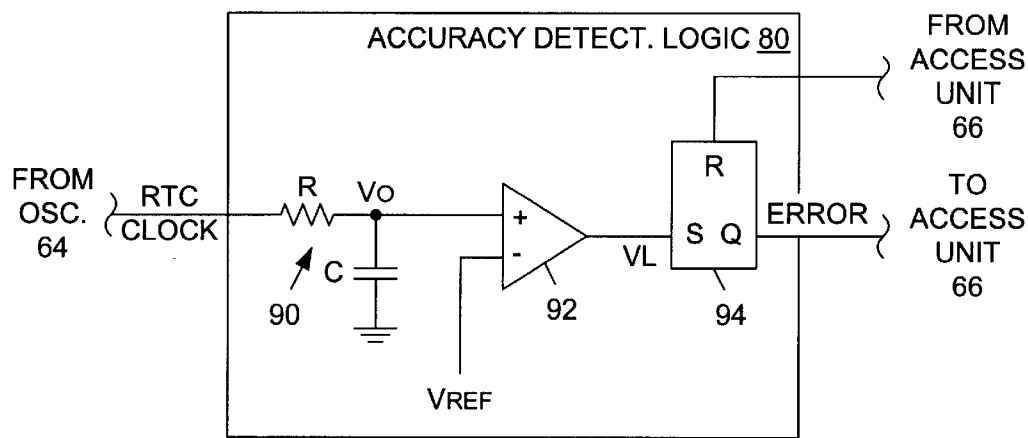 ACCURACY DETECT. LOGIC 80
FROM
ACCESS
UNIT
66
FROM
OSC.
64
RTC
CLOCK
R
VO
C
90
+
-
92
VREF
VL
R
S Q
94
ERROR
TO
ACCESS
UNIT
66